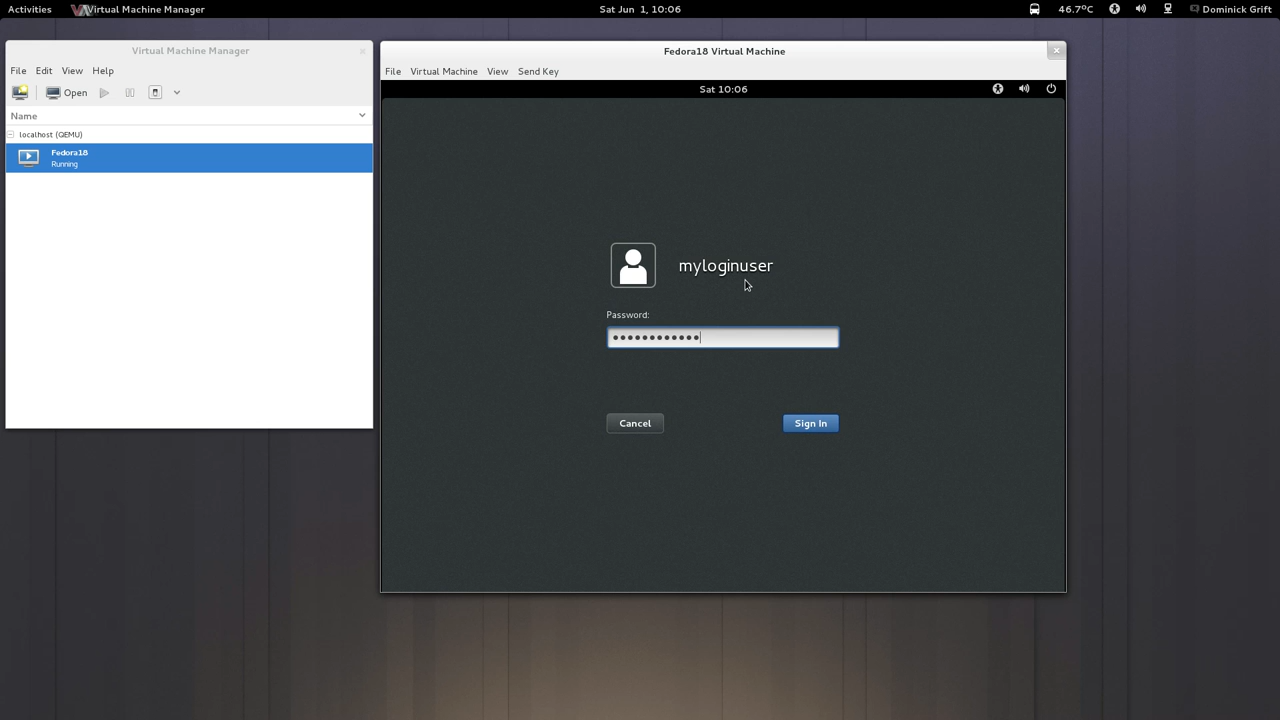 Activities Virtual Machine Manager Sat Jun 1, 10:06 46.7°C Dominick Grift
Virtual Machine Manager
File Edit View Help
Open
Name
localhost (QEMU)
Fedora18
Running
Fedora18 Virtual Machine
File Virtual Machine View Send Key
Sat 10:06
myloginuser
Password:
••••••••••••
Cancel Sign In